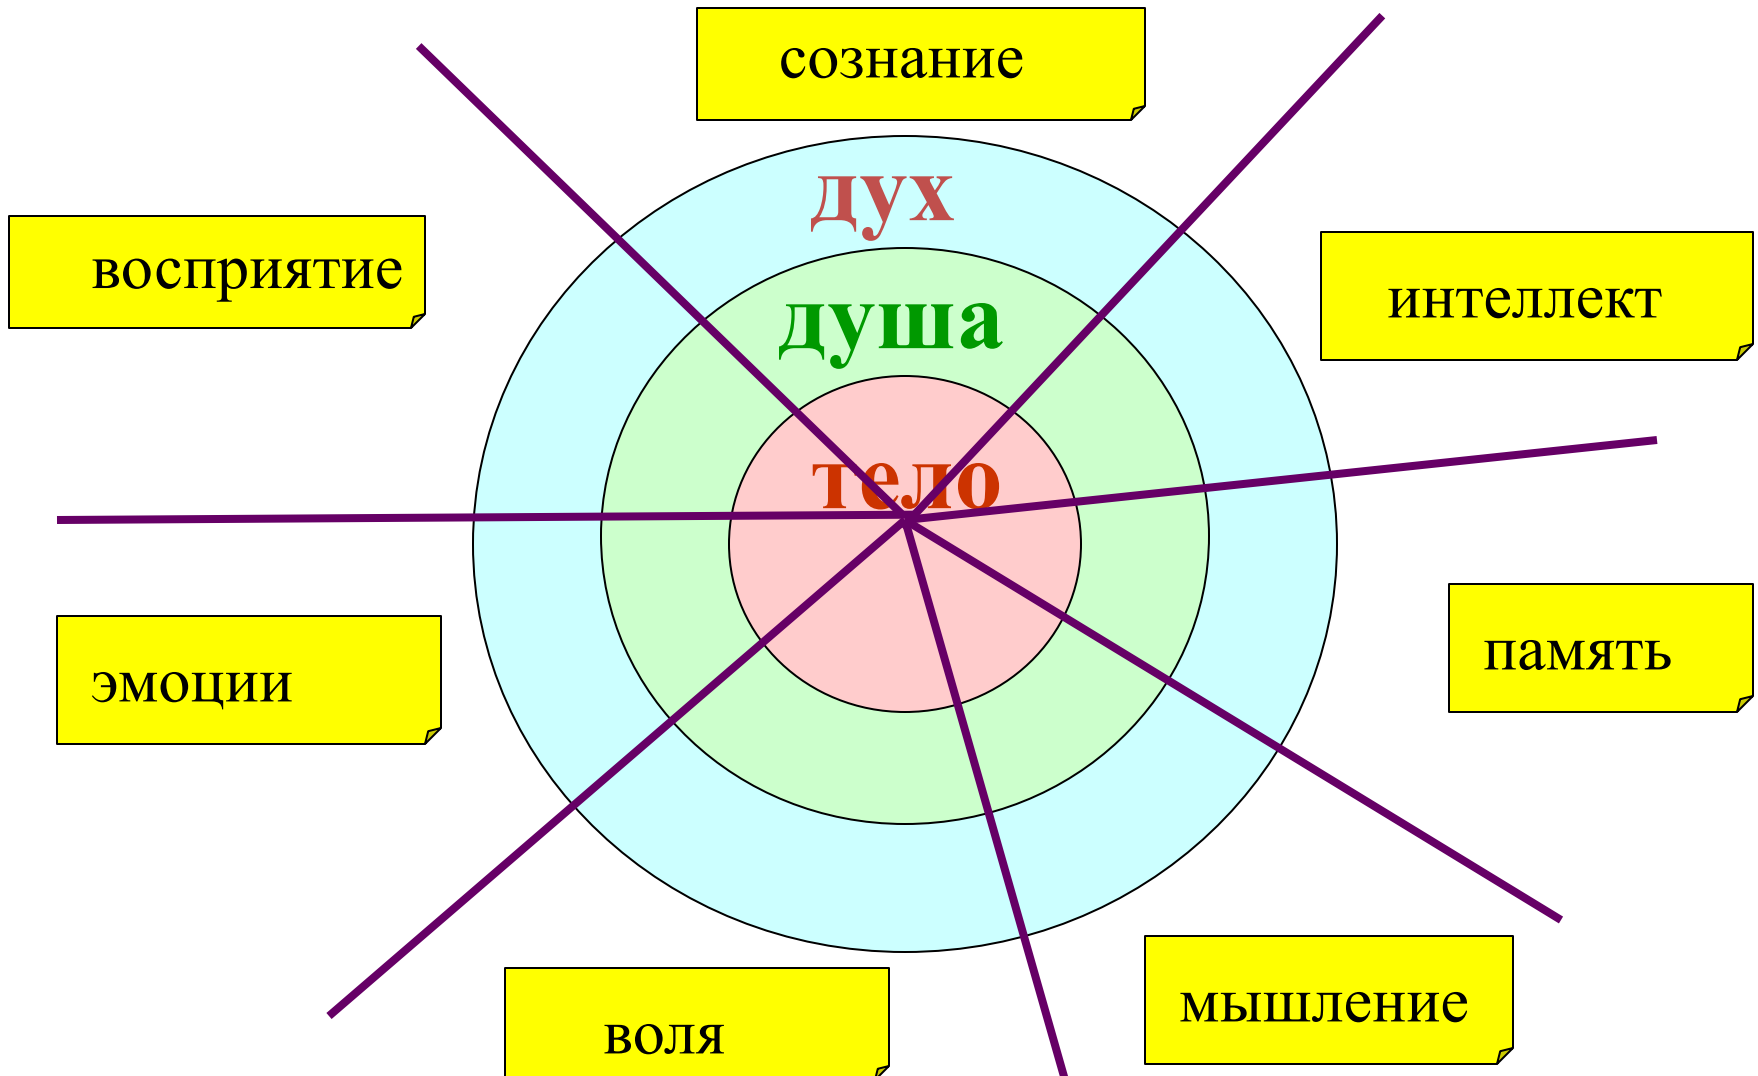 сознание
дух
восприятие
интеллект
душа
тело
эмоции
память
мышление
воля